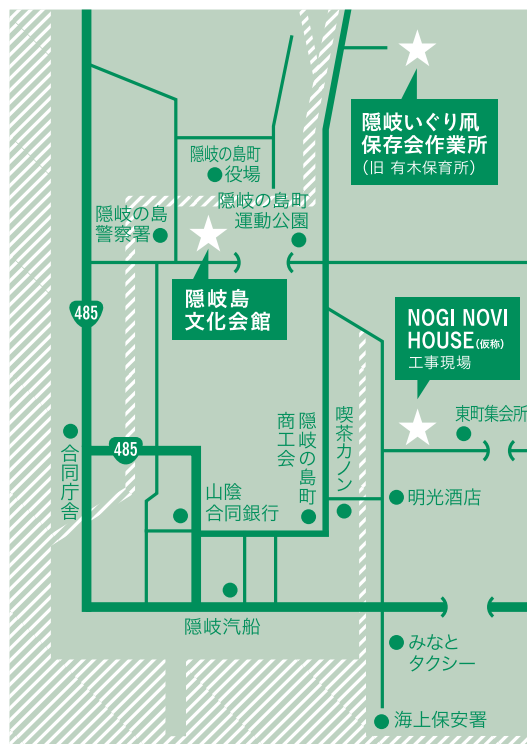 隠岐いぐり凧
保存会作業所
（旧 有木保育所）
隠岐の島町
役場
隠岐の島町
運動公園
隠岐の島
警察署
隠岐島
文化会館
485
NOGI NOVI
HOUSE（仮称）
工事現場
東町集会所
485
合同庁舎
山陰
合同銀行
隠岐の島町
商工会
喫茶カノン
明光酒店
隠岐汽船
みなと
タクシー
海上保安署